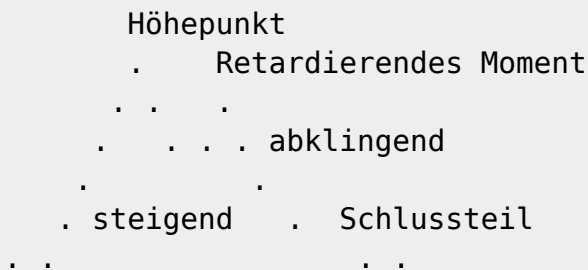 Höhepunkt
. Retardierendes Moment
. . .
. . . . abklingend
. .
. steigend . Schlussteil
. . . .